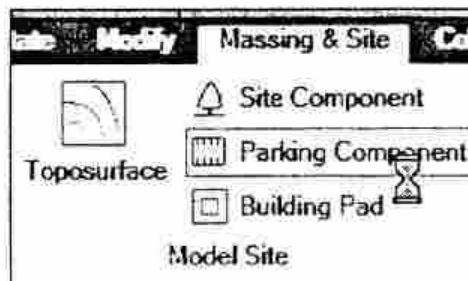 Modify Massing & Site
Site Component
Toposurface
Parking Component
Building Pad
Model Site